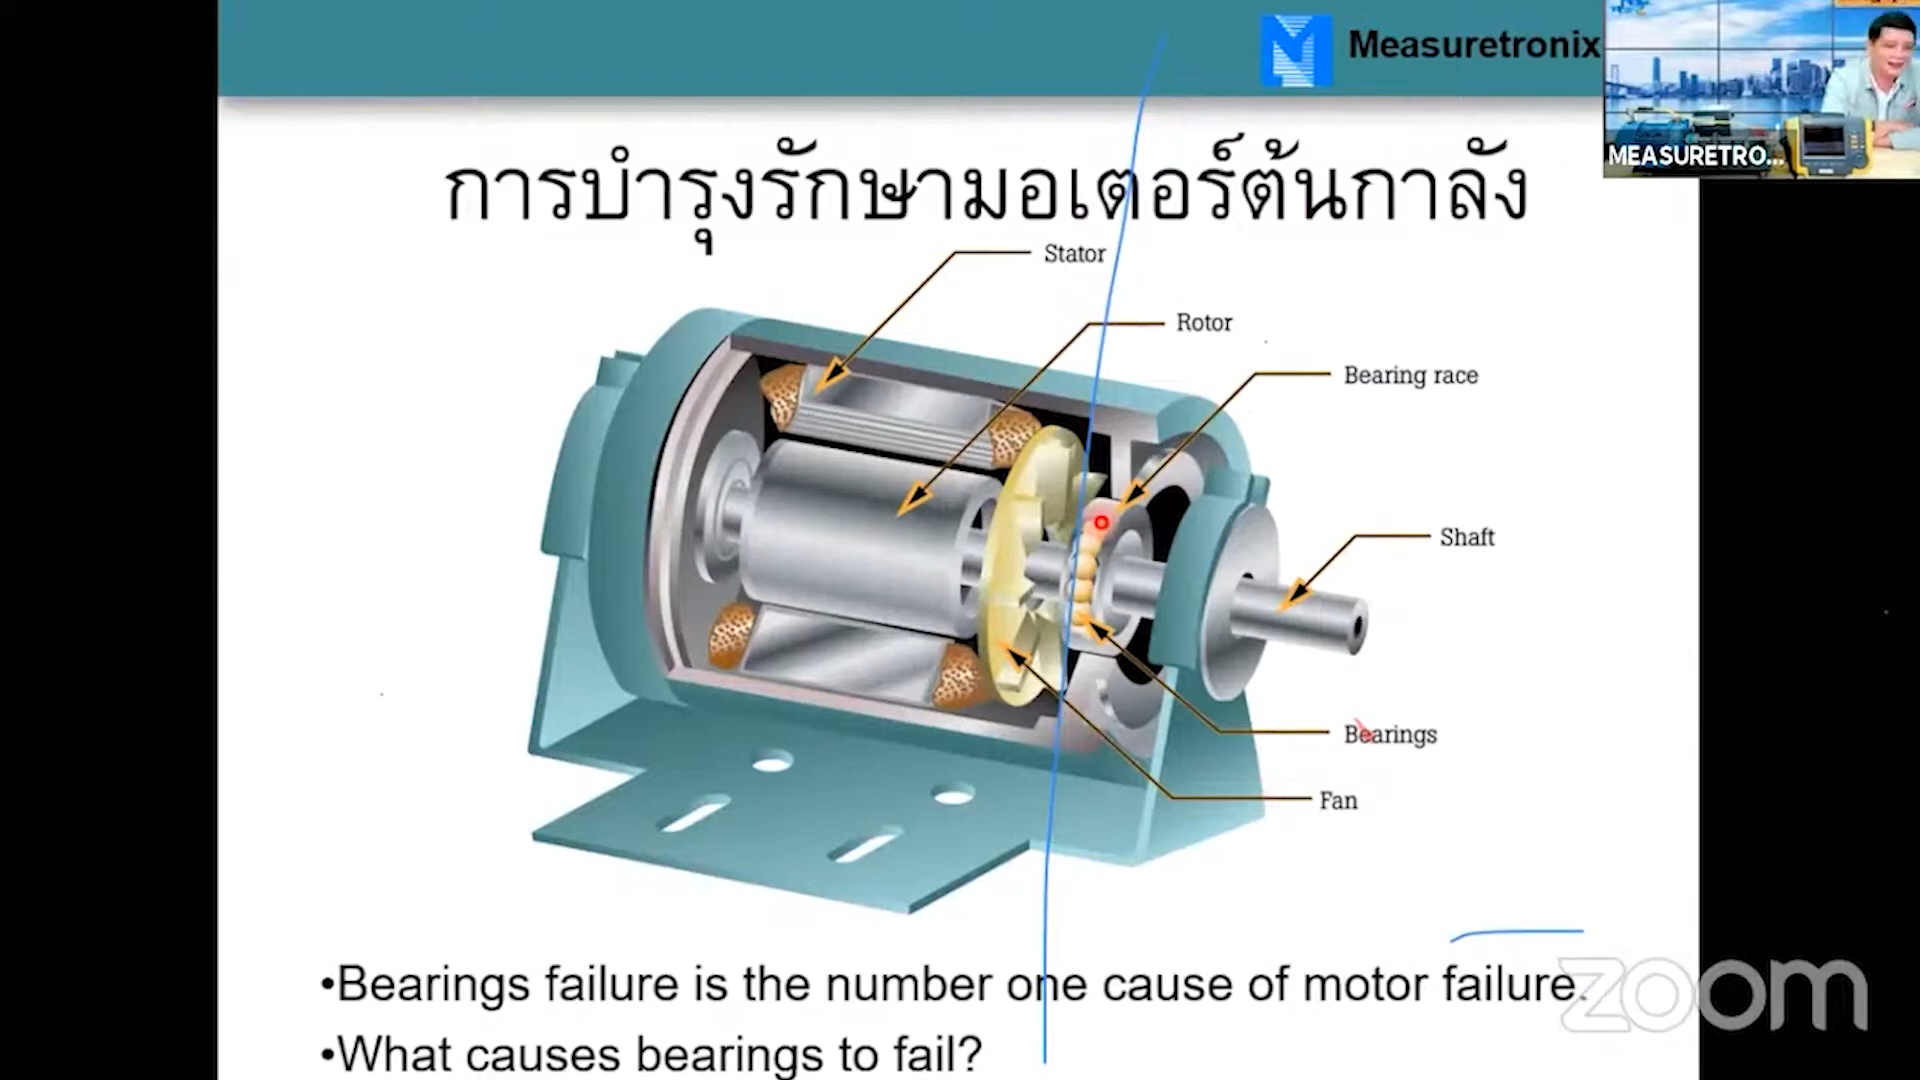 Measuretronix
MEASURETRO...
การบำรุงรักษามอเตอร์ต้นกาลัง
Stator
Rotor
Bearing race
Shaft
Bearings
Fan
•Bearings failure is the number one cause of motor failure.
•What causes bearings to fail?
zoom